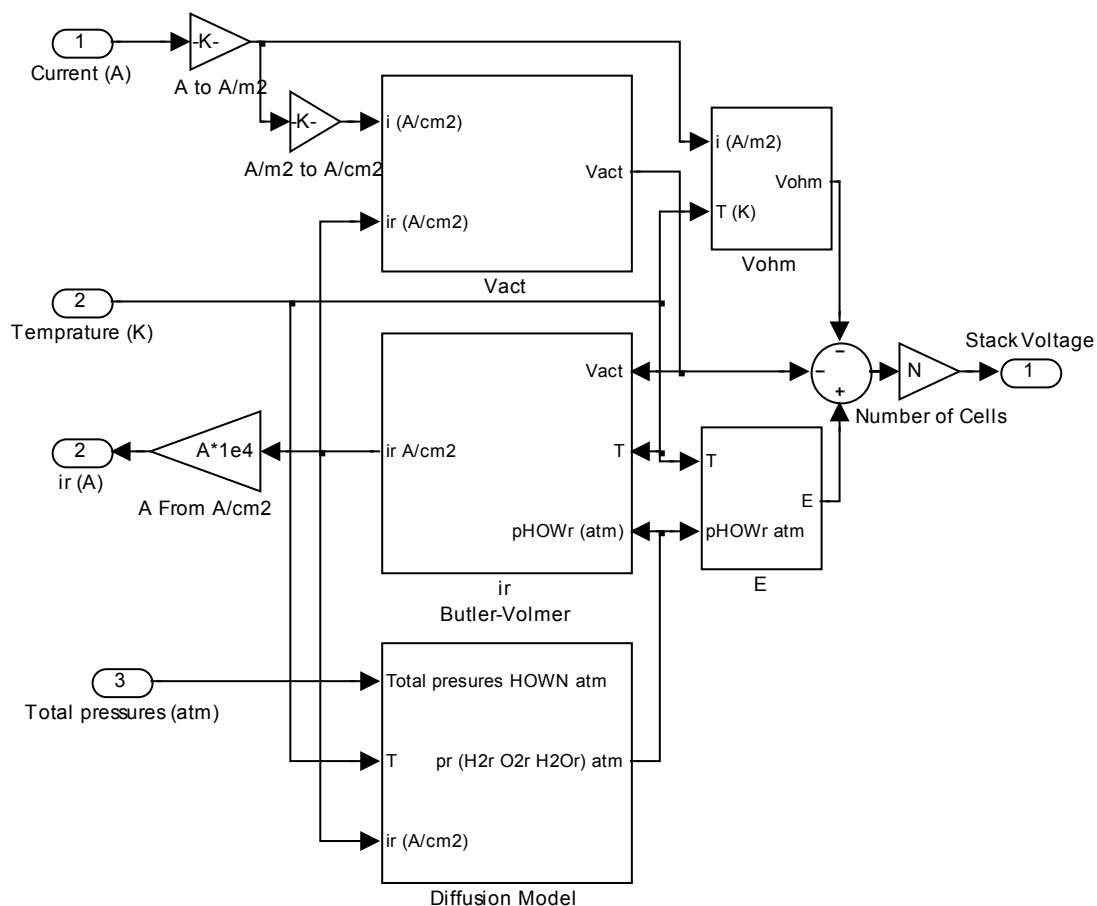 1
Current (A)
-K-
A to A/m2
-K-
A/m2 to A/cm2
i (A/cm2)
Vact
ir (A/cm2)
Vact
i (A/m2)
Vohm
T (K)
Vohm
2
Temprature (K)
Vact
ir A/cm2
T
pHOWr (atm)
ir
Butler-Volmer
2
ir (A)
A*1e4
A From A/cm2
T
E
pHOWr atm
E
−
−
+
N
Number of Cells
Stack Voltage
1
3
Total pressures (atm)
Total presures HOWN atm
T
pr (H2r O2r H2Or) atm
ir (A/cm2)
Diffusion Model